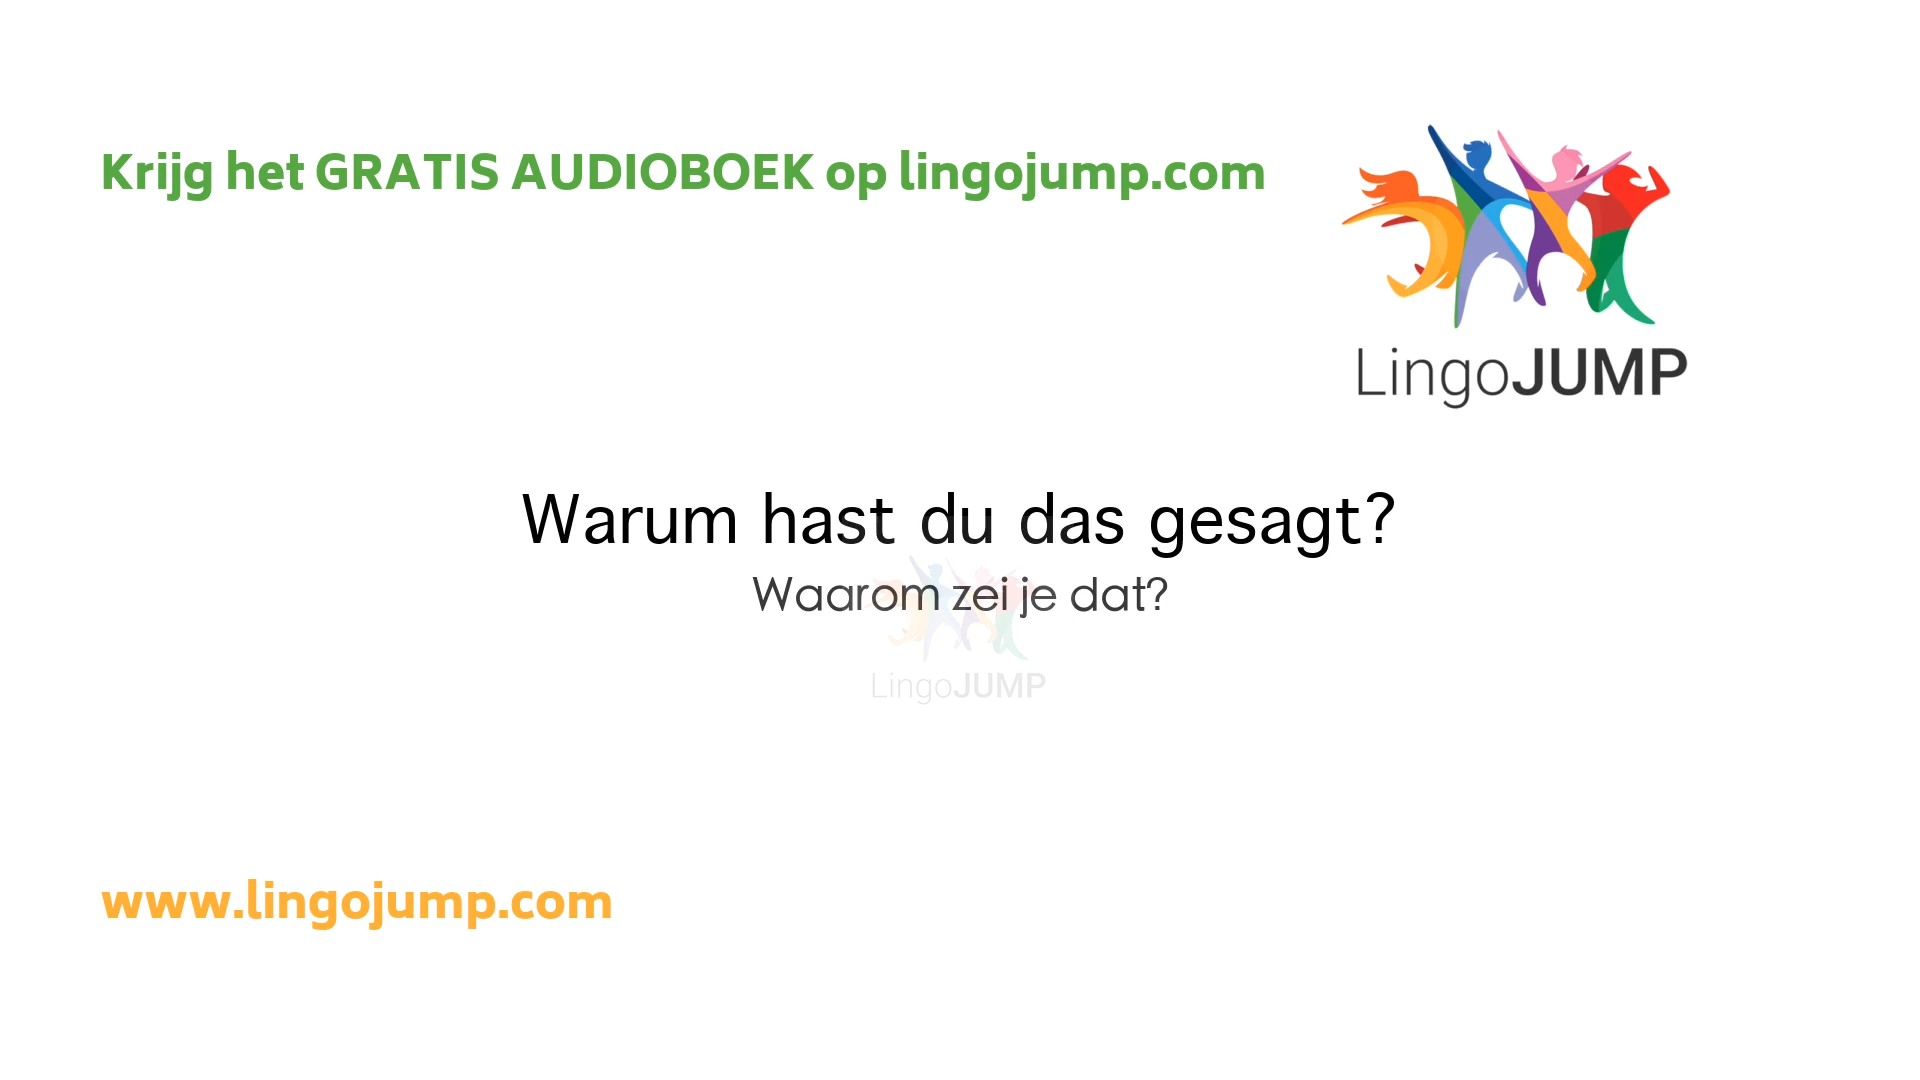 Krijg het GRATIS AUDIOBOEK op lingojump.com
LingoJUMP
Warum hast du das gesagt?
Waarom zei je dat?
LingoJUMP
www.lingojump.com